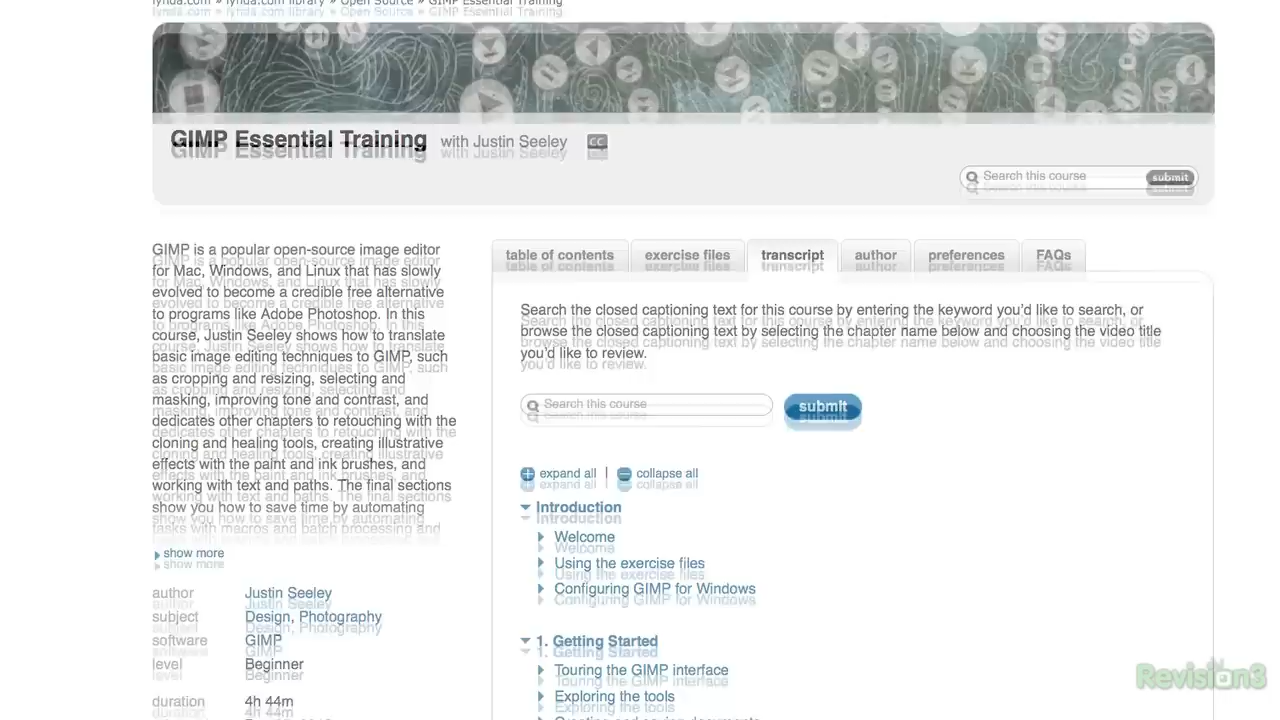 lynda.com » lynda.com library » Open Source » GIMP Essential Training
GIMP Essential Training with Justin Seeley CC
Search this course submit
GIMP is a popular open-source image editor
for Mac, Windows, and Linux that has slowly
evolved to become a credible free alternative
to programs like Adobe Photoshop. In this
course, Justin Seeley shows how to translate
basic image editing techniques to GIMP, such
as cropping and resizing, selecting and
masking, improving tone and contrast, and
dedicates other chapters to retouching with the
cloning and healing tools, creating illustrative
effects with the paint and ink brushes, and
working with text and paths. The final sections
show you how to save time by automating
tasks with macros and batch processing and
show more
author Justin Seeley
subject Design, Photography
software GIMP
level Beginner
duration 4h 44m
table of contents exercise files transcript author preferences FAQs
Search the closed captioning text for this course by entering the keyword you'd like to search, or
browse the closed captioning text by selecting the chapter name below and choosing the video title
you'd like to review.
Search this course submit
expand all | collapse all
Introduction
Welcome
Using the exercise files
Configuring GIMP for Windows
1. Getting Started
Touring the GIMP interface
Exploring the tools
Revision3